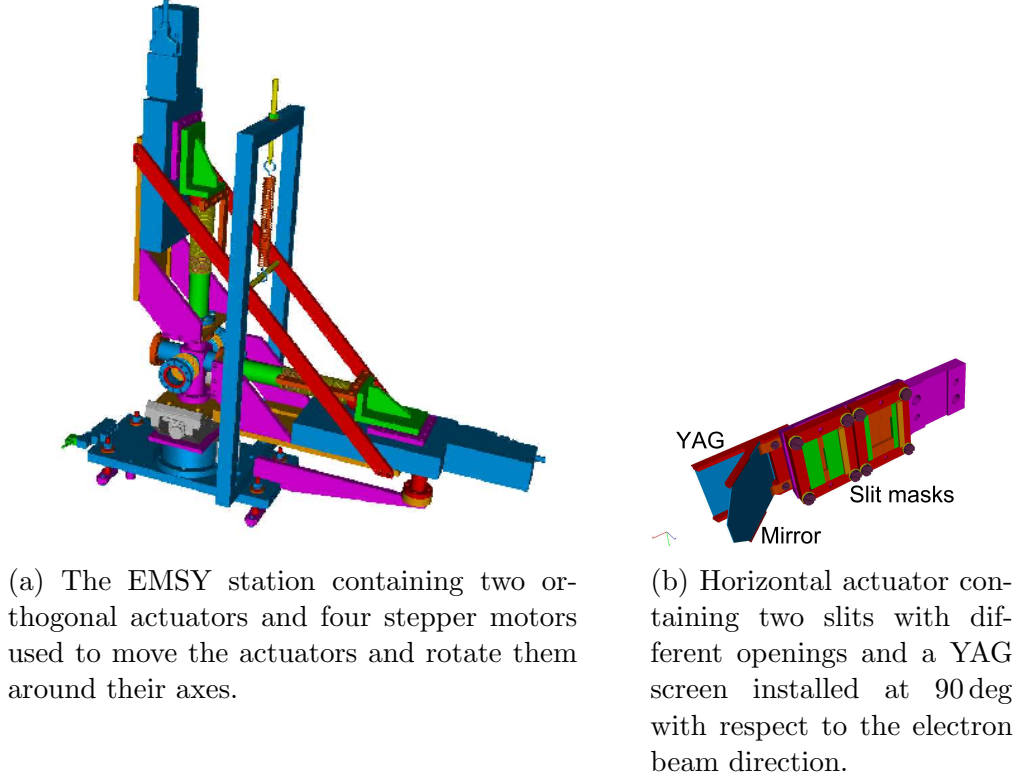 YAG
Slit masks
Mirror
(a) The EMSY station containing two or-
thogonal actuators and four stepper motors
used to move the actuators and rotate them
around their axes.
(b) Horizontal actuator con-
taining two slits with dif-
ferent openings and a YAG
screen installed at 90 deg
with respect to the electron
beam direction.